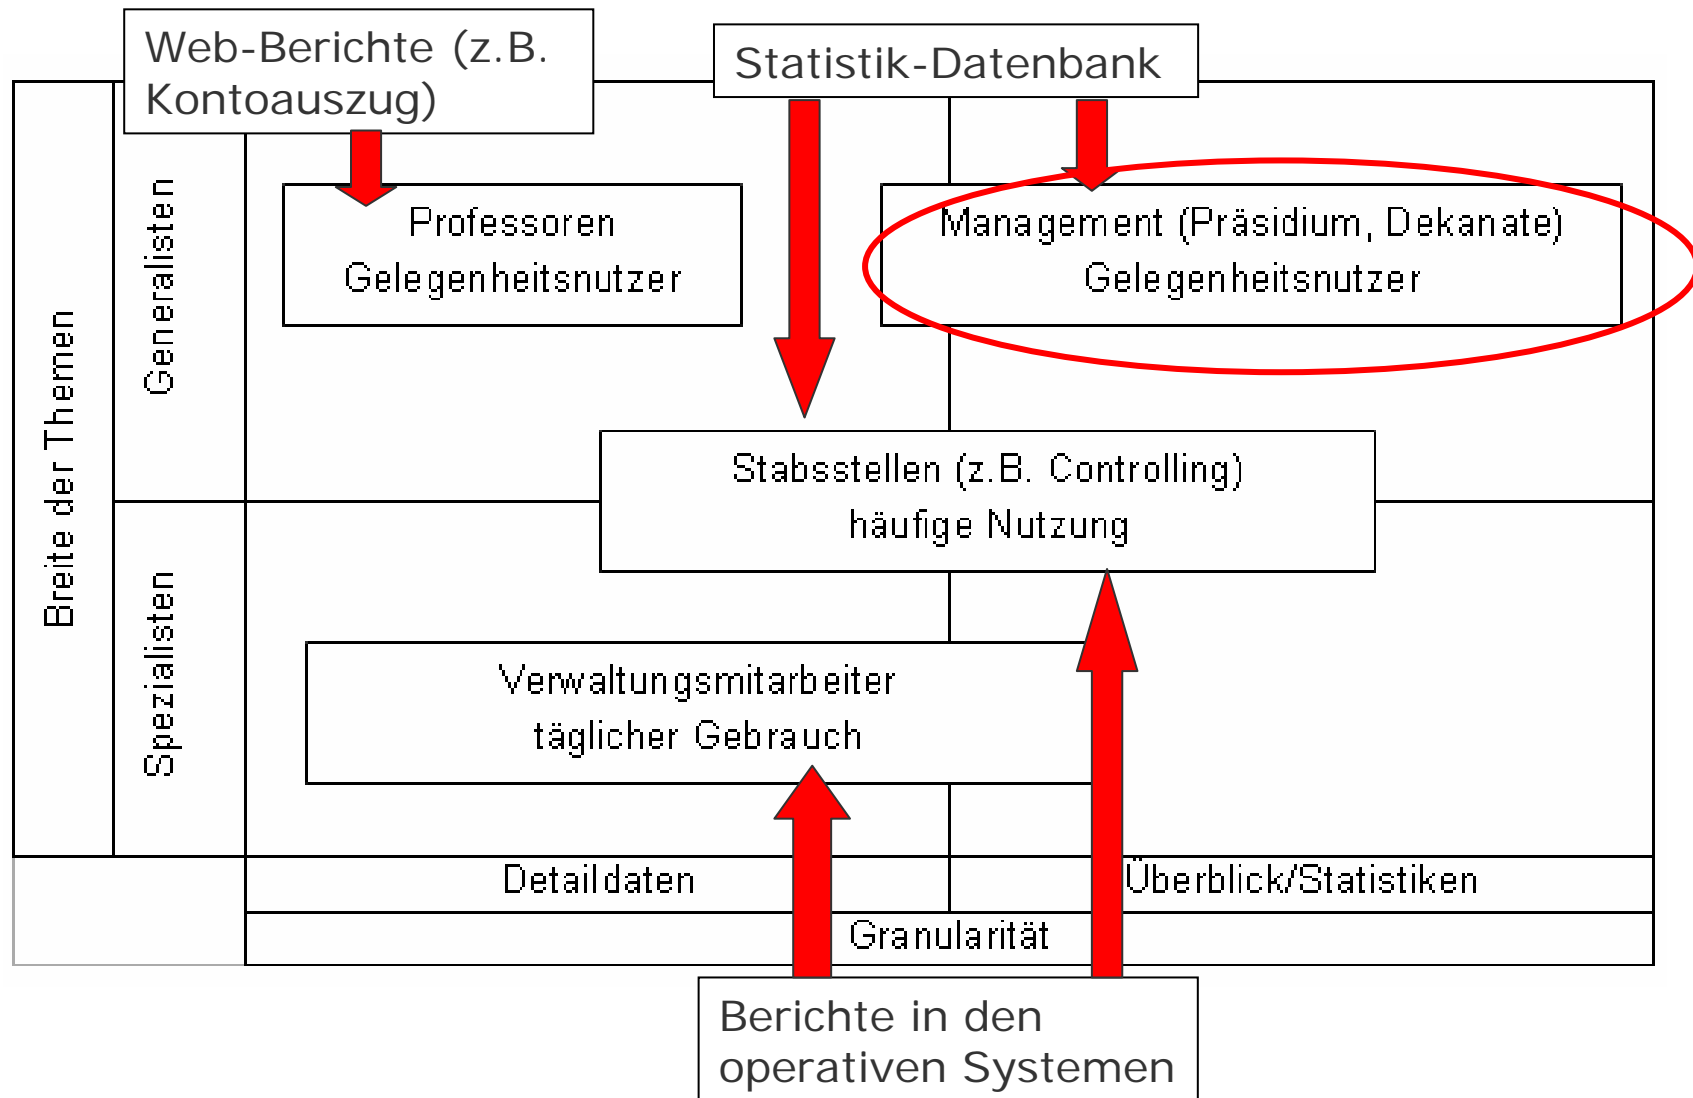 Web-Berichte (z.B.
Kontoauszug)
Statistik-Datenbank
Breite der Themen
Generalisten
Spezialisten
Professoren
Gelegenheitsnutzer
Management (Präsidium, Dekanate)
Gelegenheitsnutzer
Stabsstellen (z.B. Controlling)
häufige Nutzung
Verwaltungsmitarbeiter
täglicher Gebrauch
Detaildaten
Überblick/Statistiken
Granularität
Berichte in den
operativen Systemen